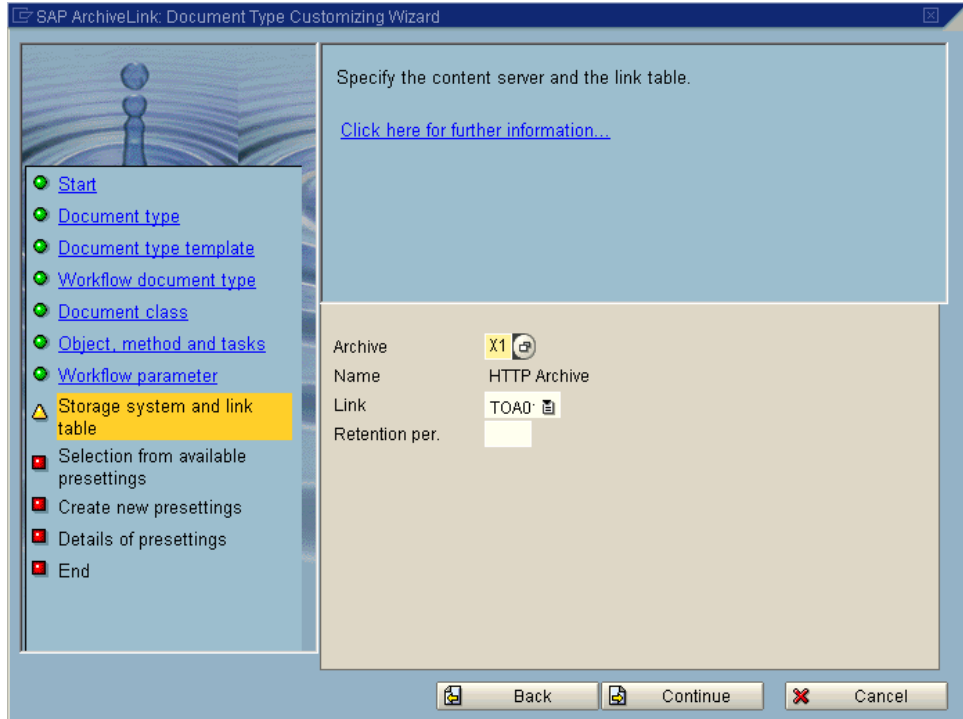 SAP ArchiveLink: Document Type Customizing Wizard
Specify the content server and the link table.
Click here for further information...
Start
Document type
Document type template
Workflow document type
Document class
Object, method and tasks
Workflow parameter
Storage system and link
table
Selection from available
presettings
Create new presettings
Details of presettings
End
Archive X1
Name HTTP Archive
Link
Retention per.
Back Continue Cancel